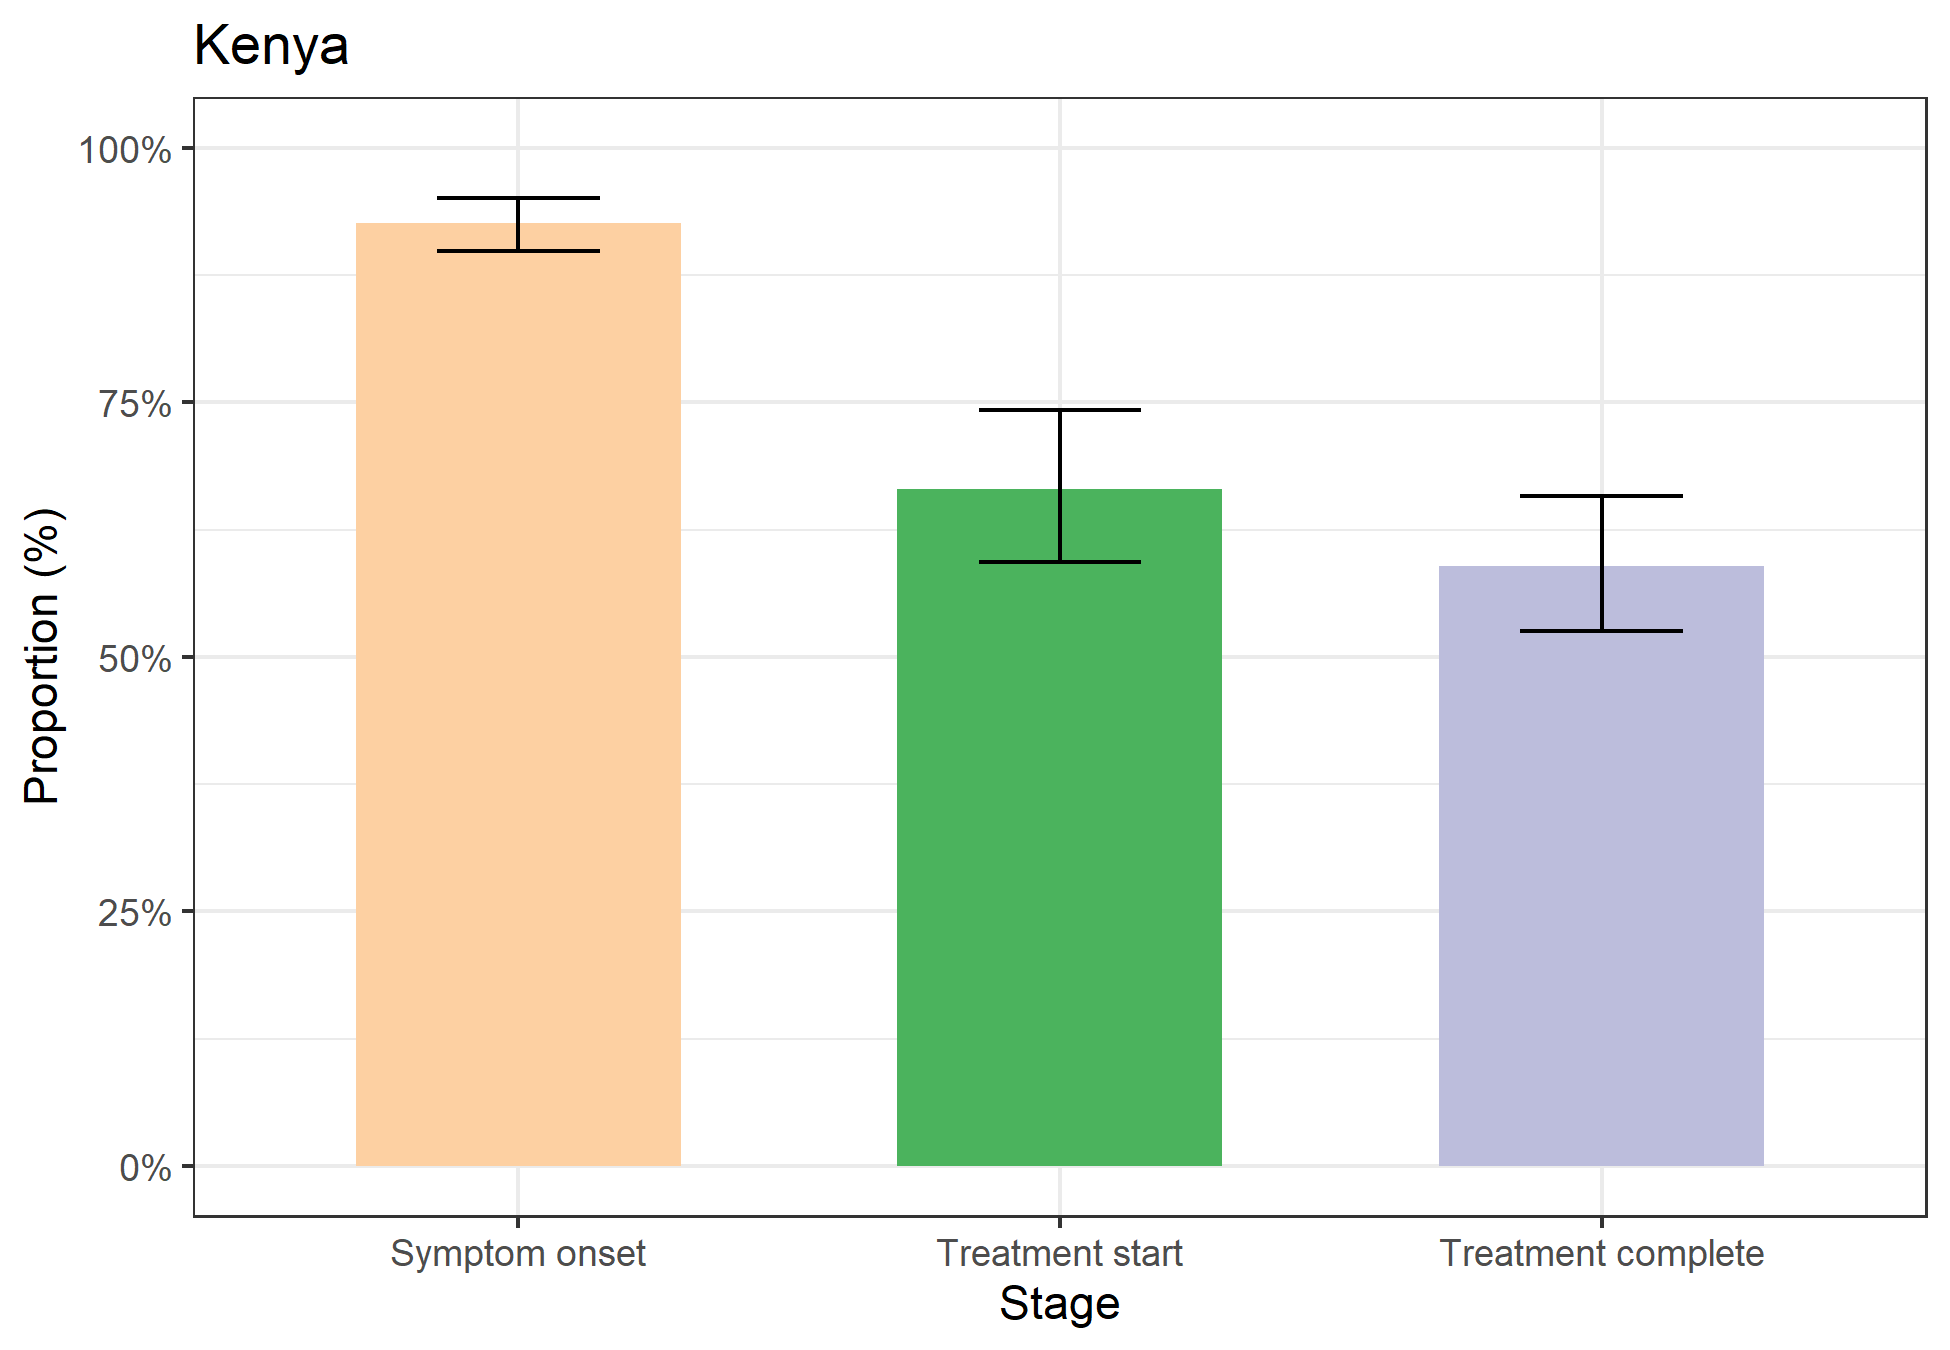 Kenya
100%
75%
50%
25%
0%
Proportion (%)
Symptom onset
Treatment start
Treatment complete
Stage